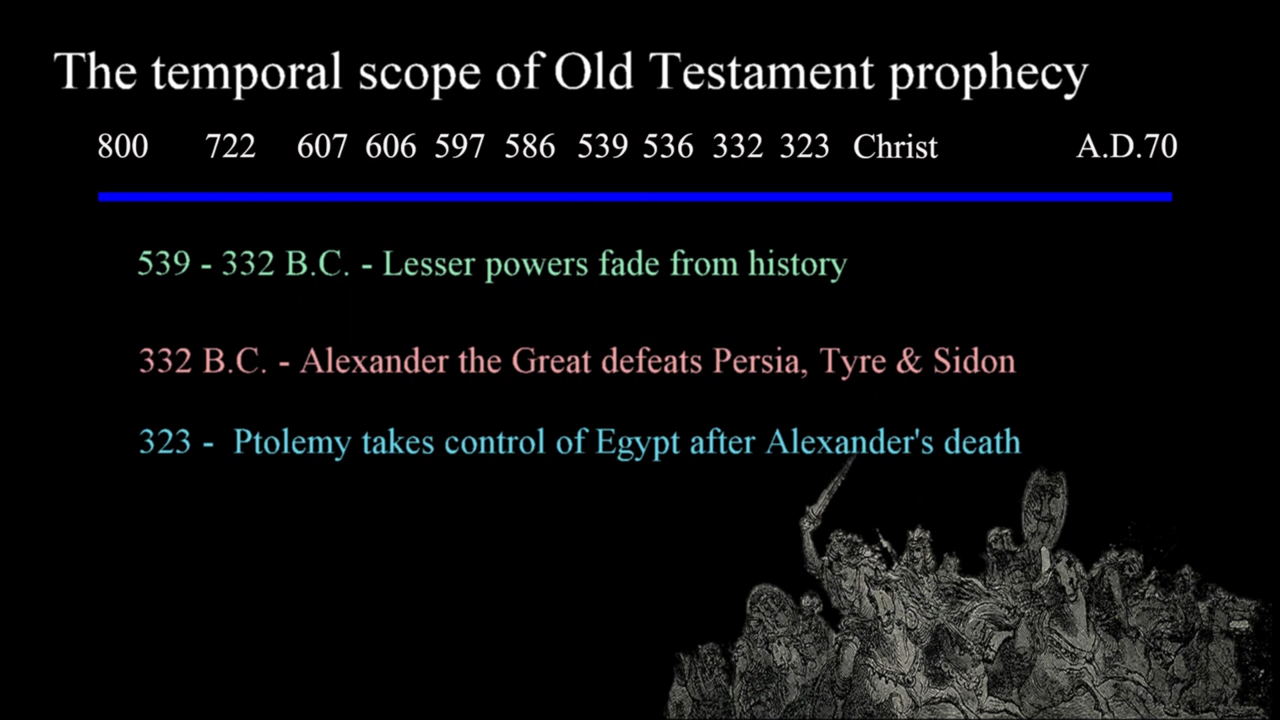 The temporal scope of Old Testament prophecy
800 722 607 606 597 586 539 536 332 323 Christ A.D.70
539 - 332 B.C. - Lesser powers fade from history
332 B.C. - Alexander the Great defeats Persia, Tyre & Sidon
323 - Ptolemy takes control of Egypt after Alexander's death